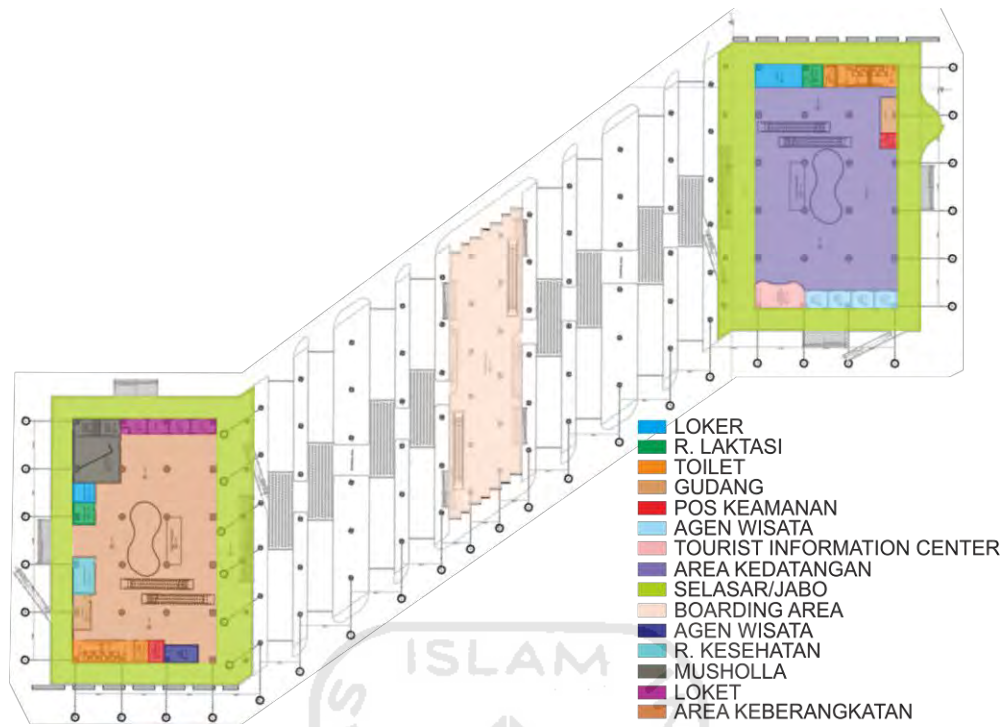 LOKER
R. LAKTASI
TOILET
GUDANG
POS KEAMANAN
AGEN WISATA
TOURIST INFORMATION CENTER
AREA KEDATANGAN
SELASAR/JABO
BOARDING AREA
AGEN WISATA
R. KESEHATAN
MUSHOLLA
LOKET
AREA KEBERANGKATAN
ISLAM